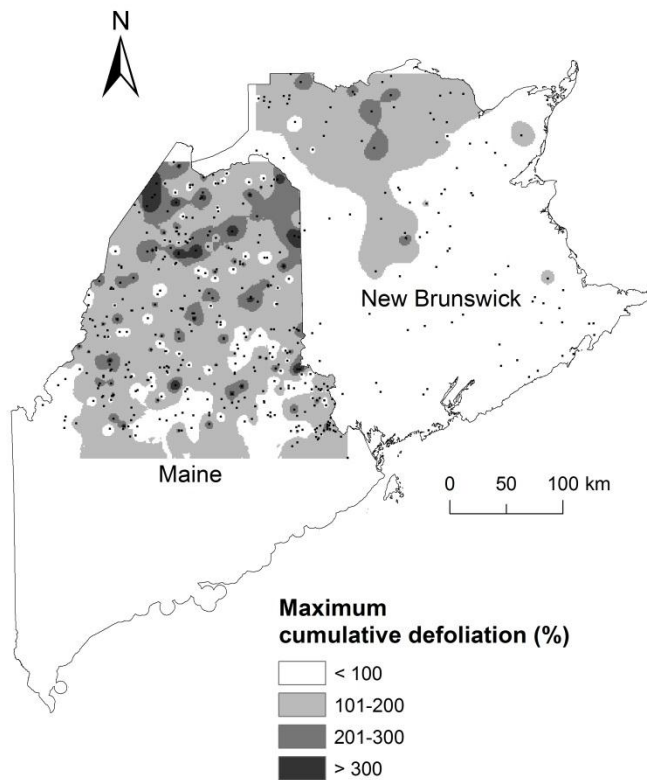 N
New Brunswick
Maine
0 50 100 km
Maximum
cumulative defoliation (%)
< 100
101-200
201-300
> 300